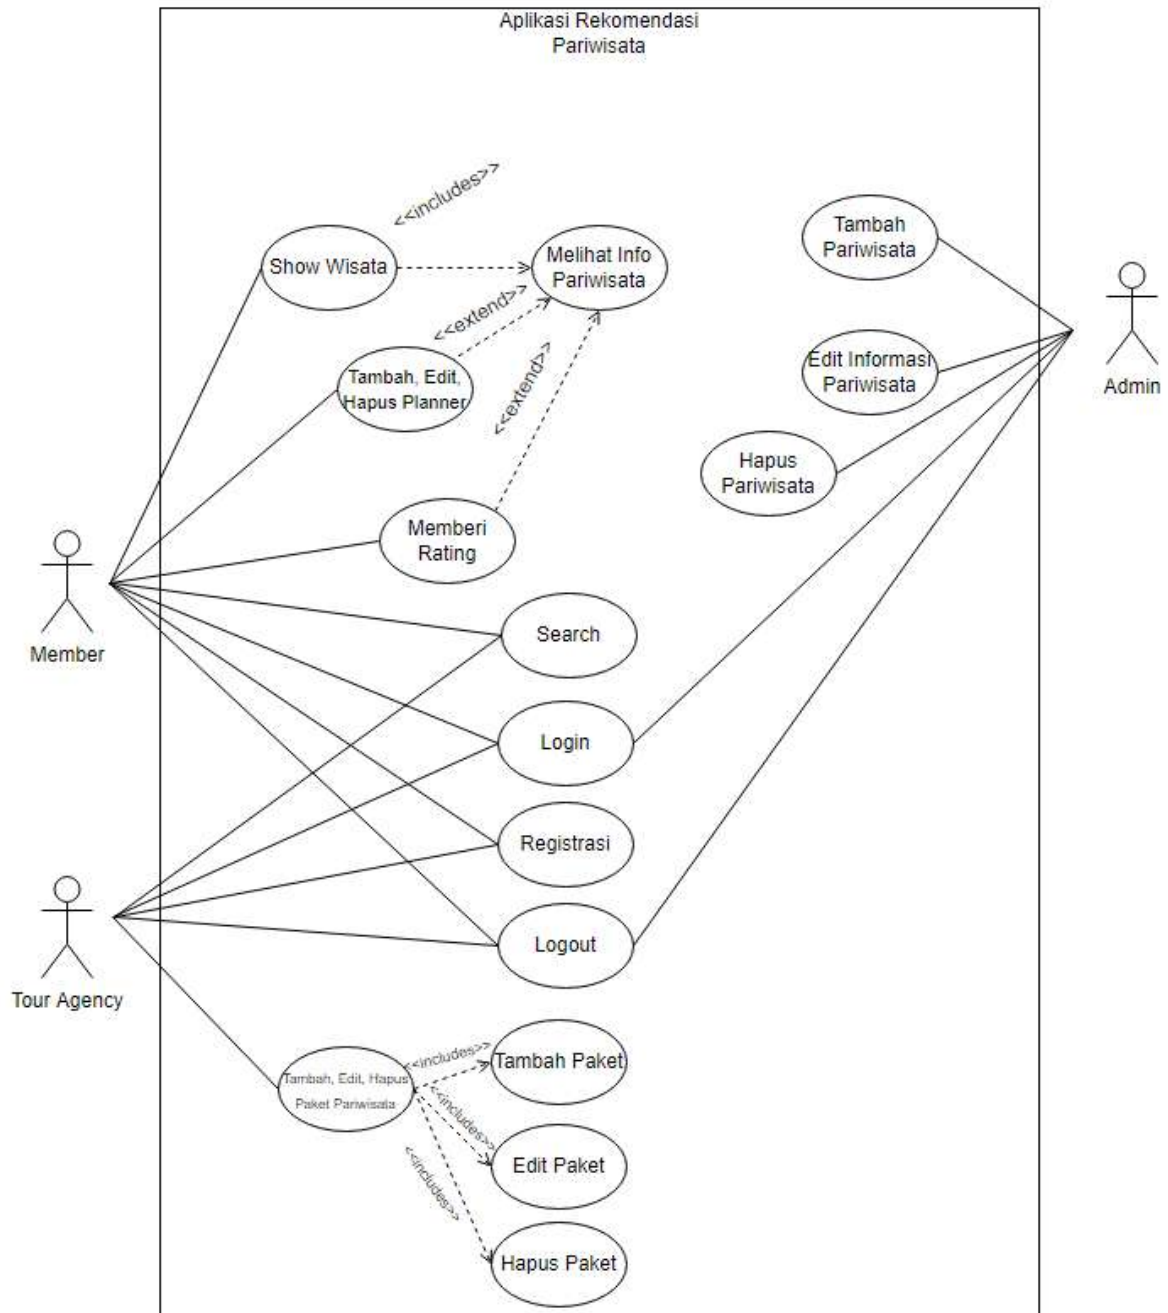 Aplikasi Rekomendasi
Pariwisata
<<includes>>
Show Wisata
Melihat Info
Pariwisata
Tambah
Pariwisata
<<extend>>
Tambah, Edit,
Hapus Planner
<<extend>>
Edit Informasi
Pariwisata
Admin
Hapus
Pariwisata
Memberi
Rating
Member
Search
Login
Registrasi
Logout
Tour Agency
<<includes>>
Tambah Paket
Tambah, Edit, Hapus
Paket Pariwisata
<<includes>>
Edit Paket
<<includes>>
Hapus Paket